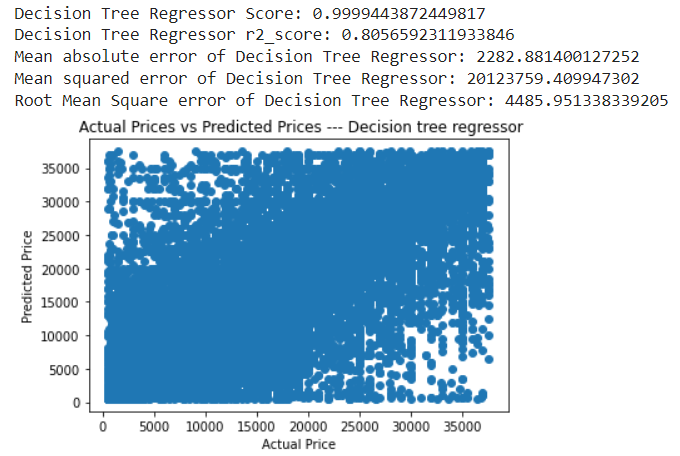 Decision Tree Regressor Score: 0.9999443872449817
Decision Tree Regressor r2_score: 0.8056592311933846
Mean absolute error of Decision Tree Regressor: 2282.881400127252
Mean squared error of Decision Tree Regressor: 20123759.409947302
Root Mean Square error of Decision Tree Regressor: 4485.951338339205
Actual Prices vs Predicted Prices --- Decision tree regressor
35000
30000
25000
20000
15000
10000
5000
0
Predicted Price
0 5000 10000 15000 20000 25000 30000 35000
Actual Price